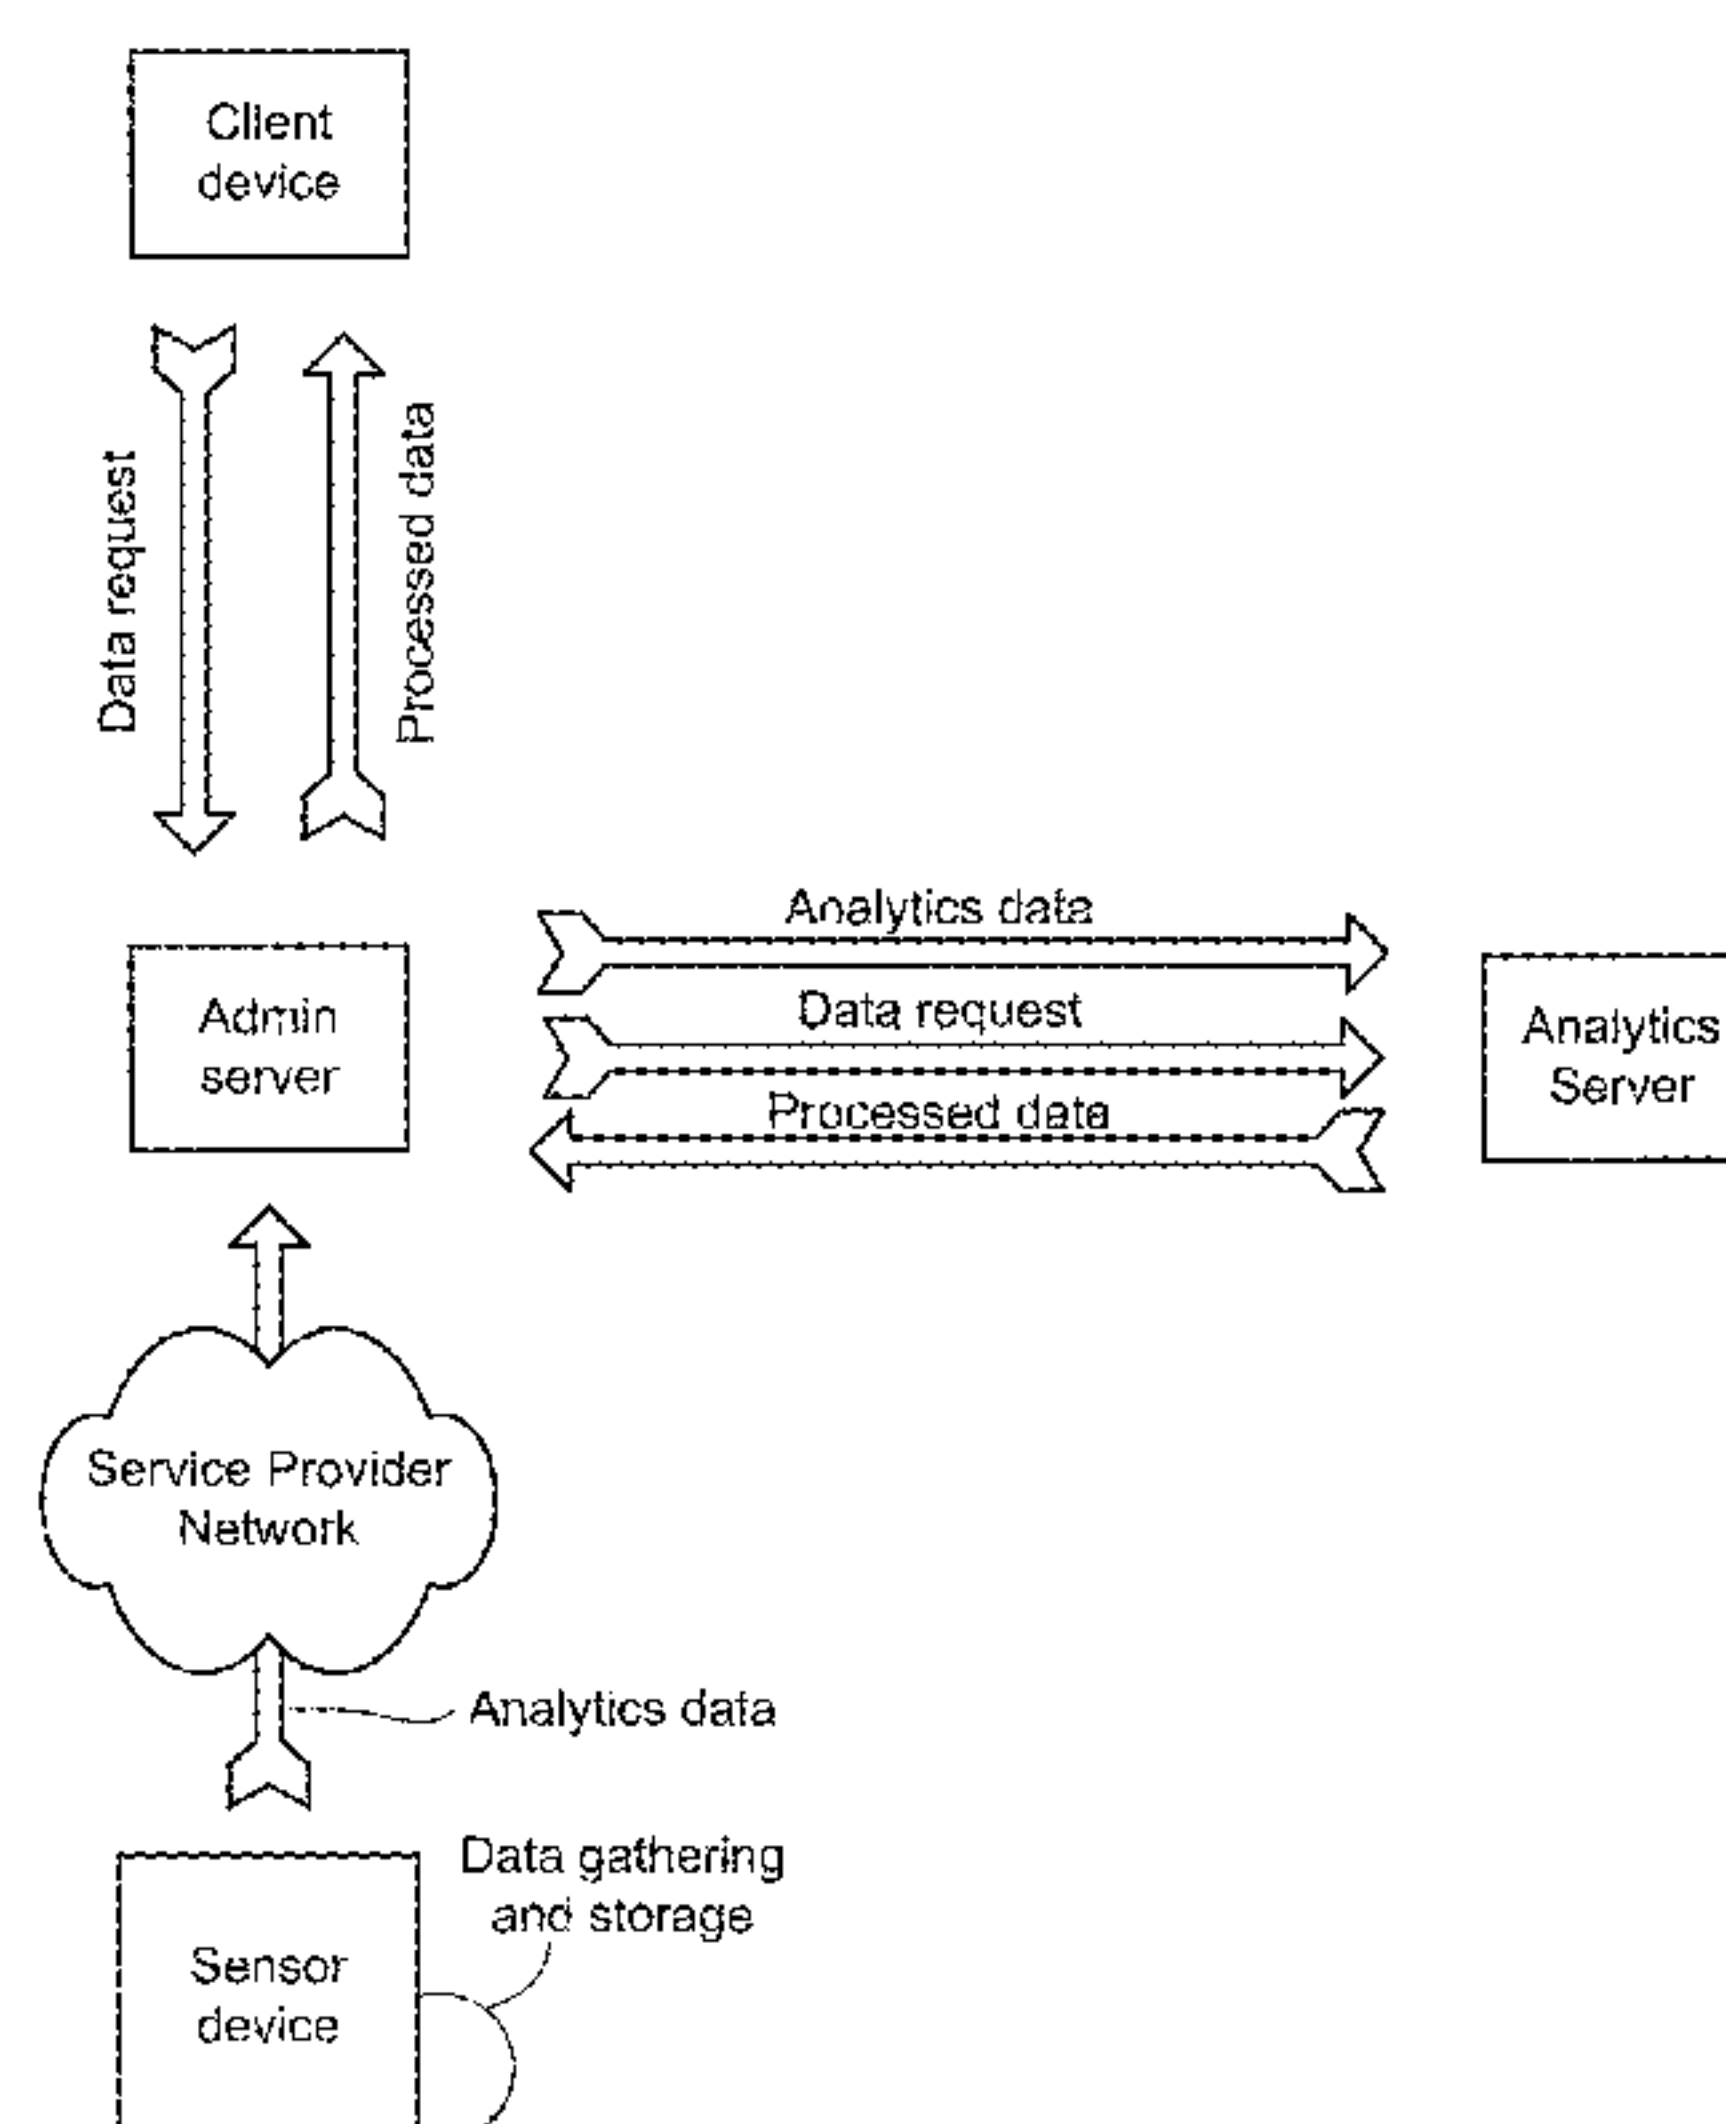 Client
device
Data request
Processed data
Analytics data
Admin
server
Data request
Analytics
Server
Processed data
Service Provider
Network
Analytics data
Data gathering
and storage
Sensor
device